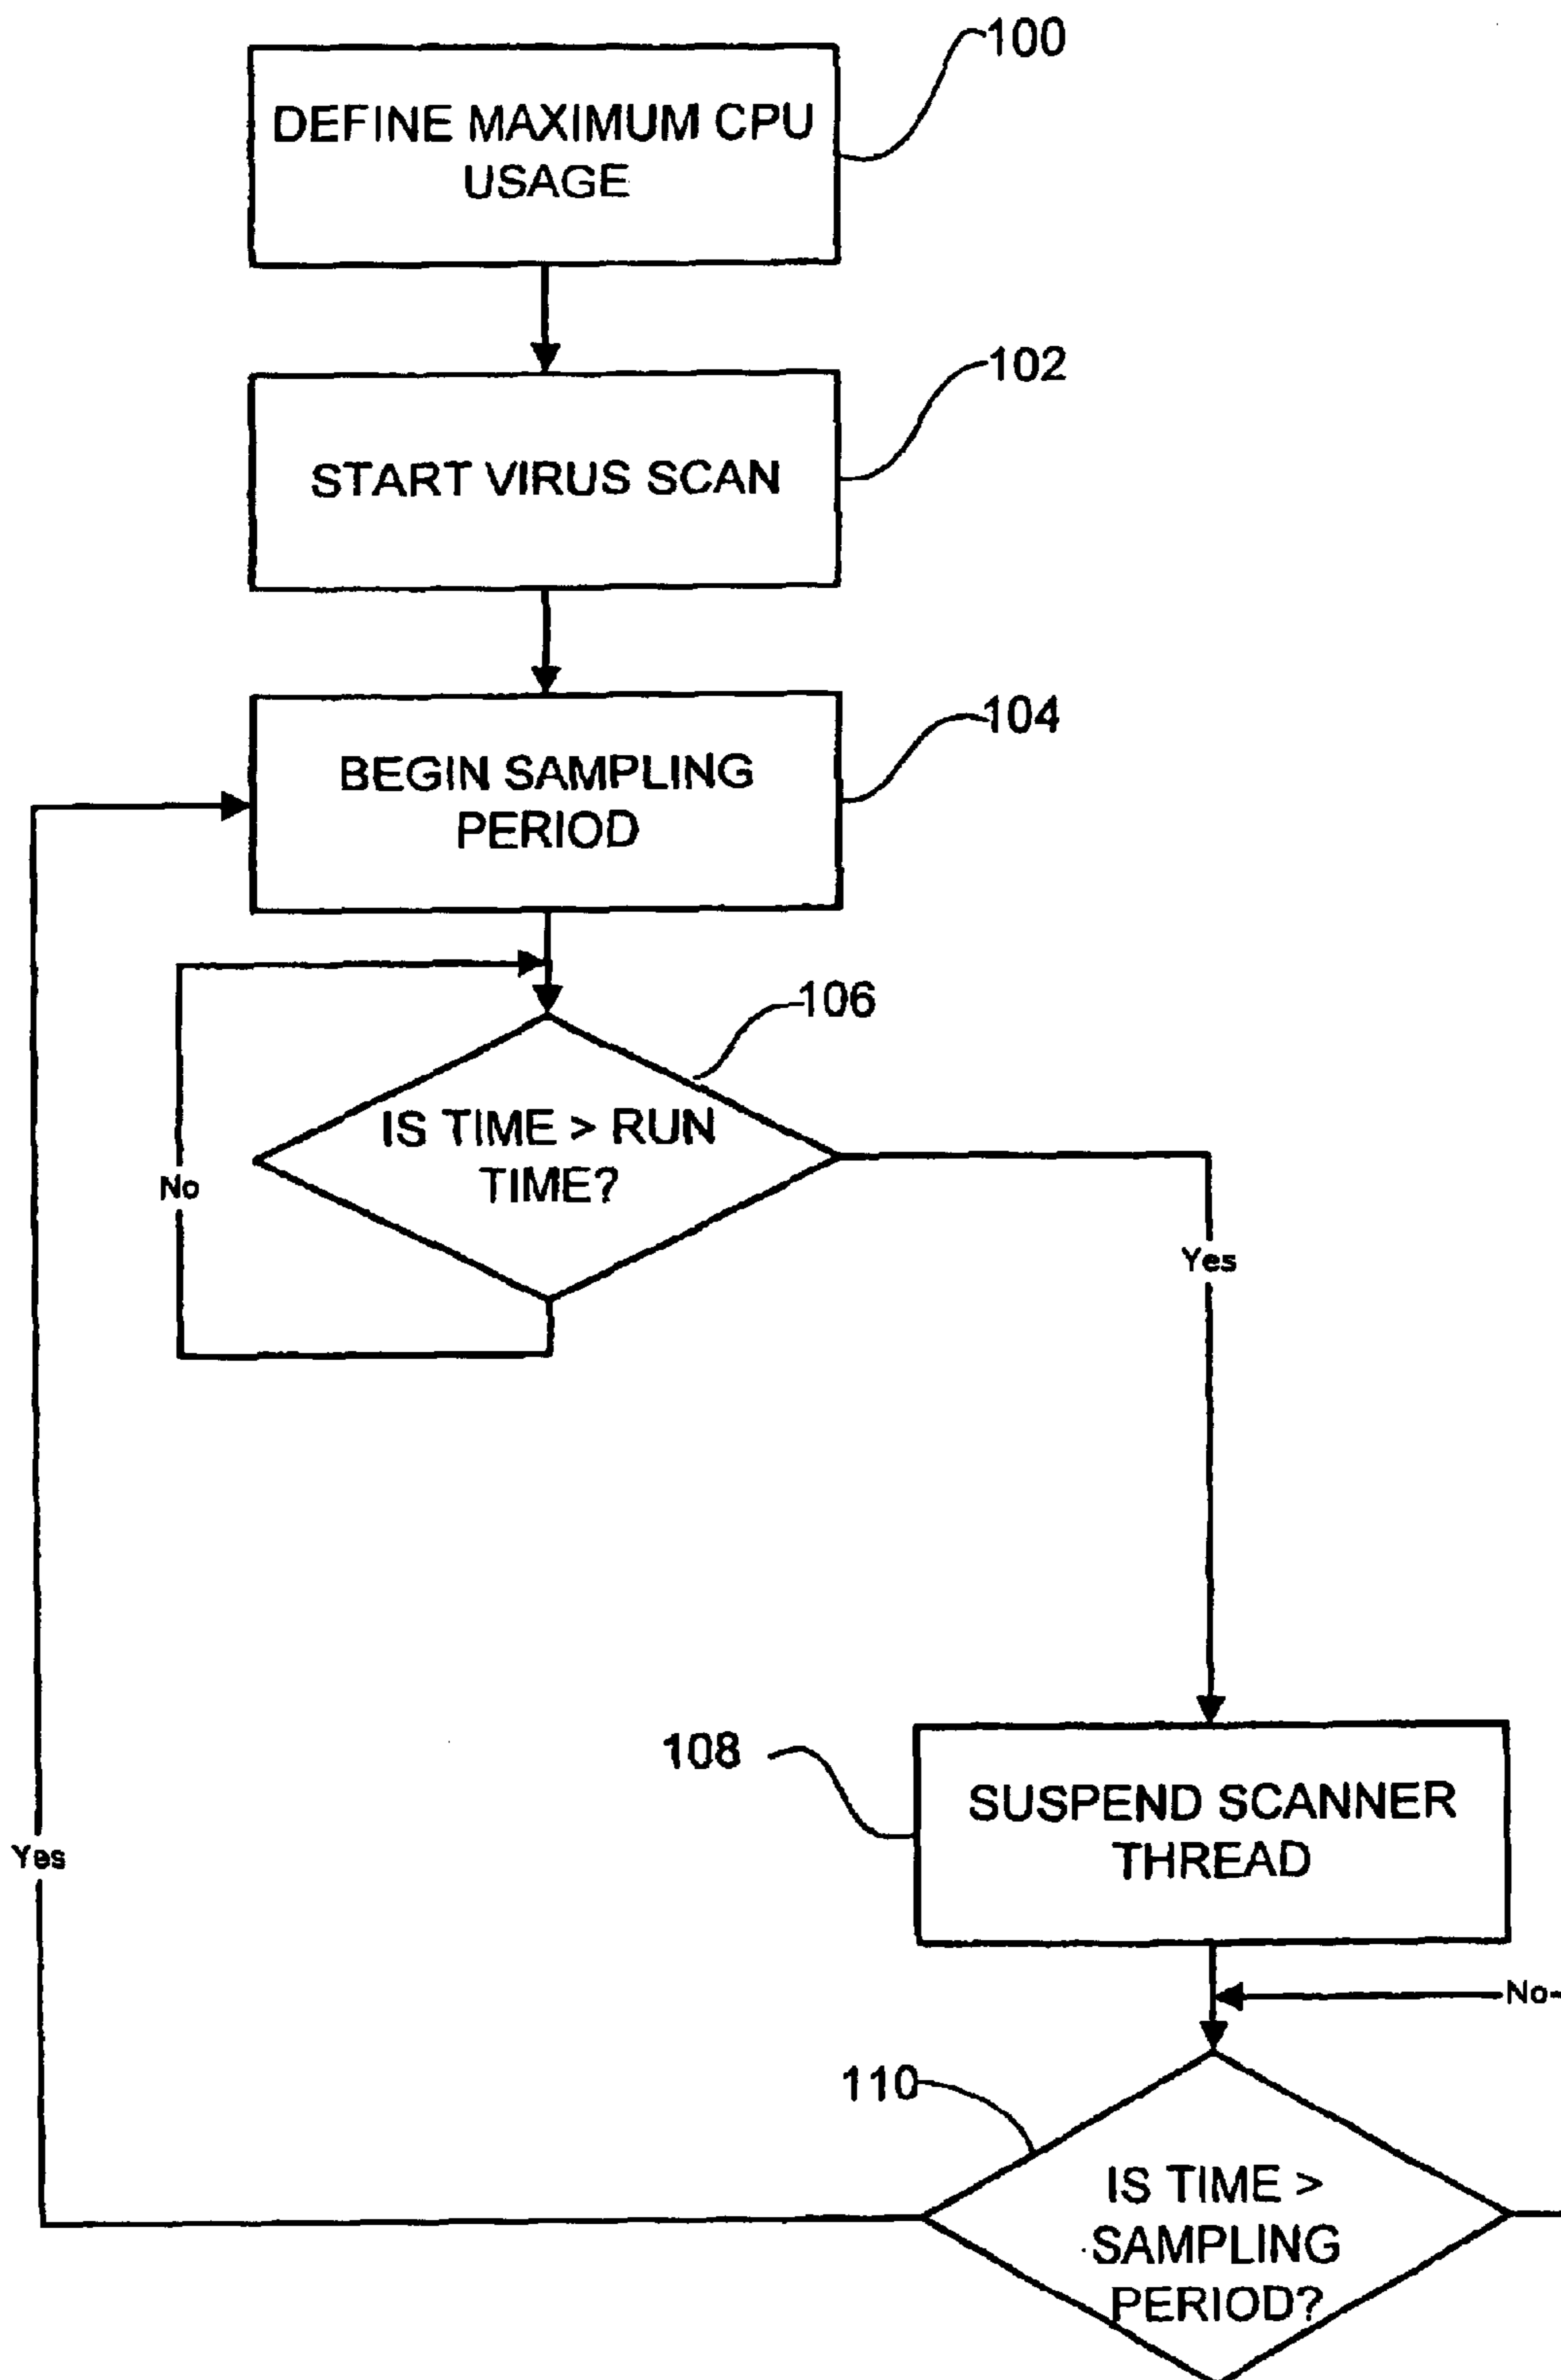 100
DEFINE MAXIMUM CPU
USAGE
102
START VIRUS SCAN
104
BEGIN SAMPLING
PERIOD
106
IS TIME > RUN
TIME?
No
Yes
108
SUSPEND SCANNER
THREAD
Yes
No
110
IS TIME >
SAMPLING
PERIOD?